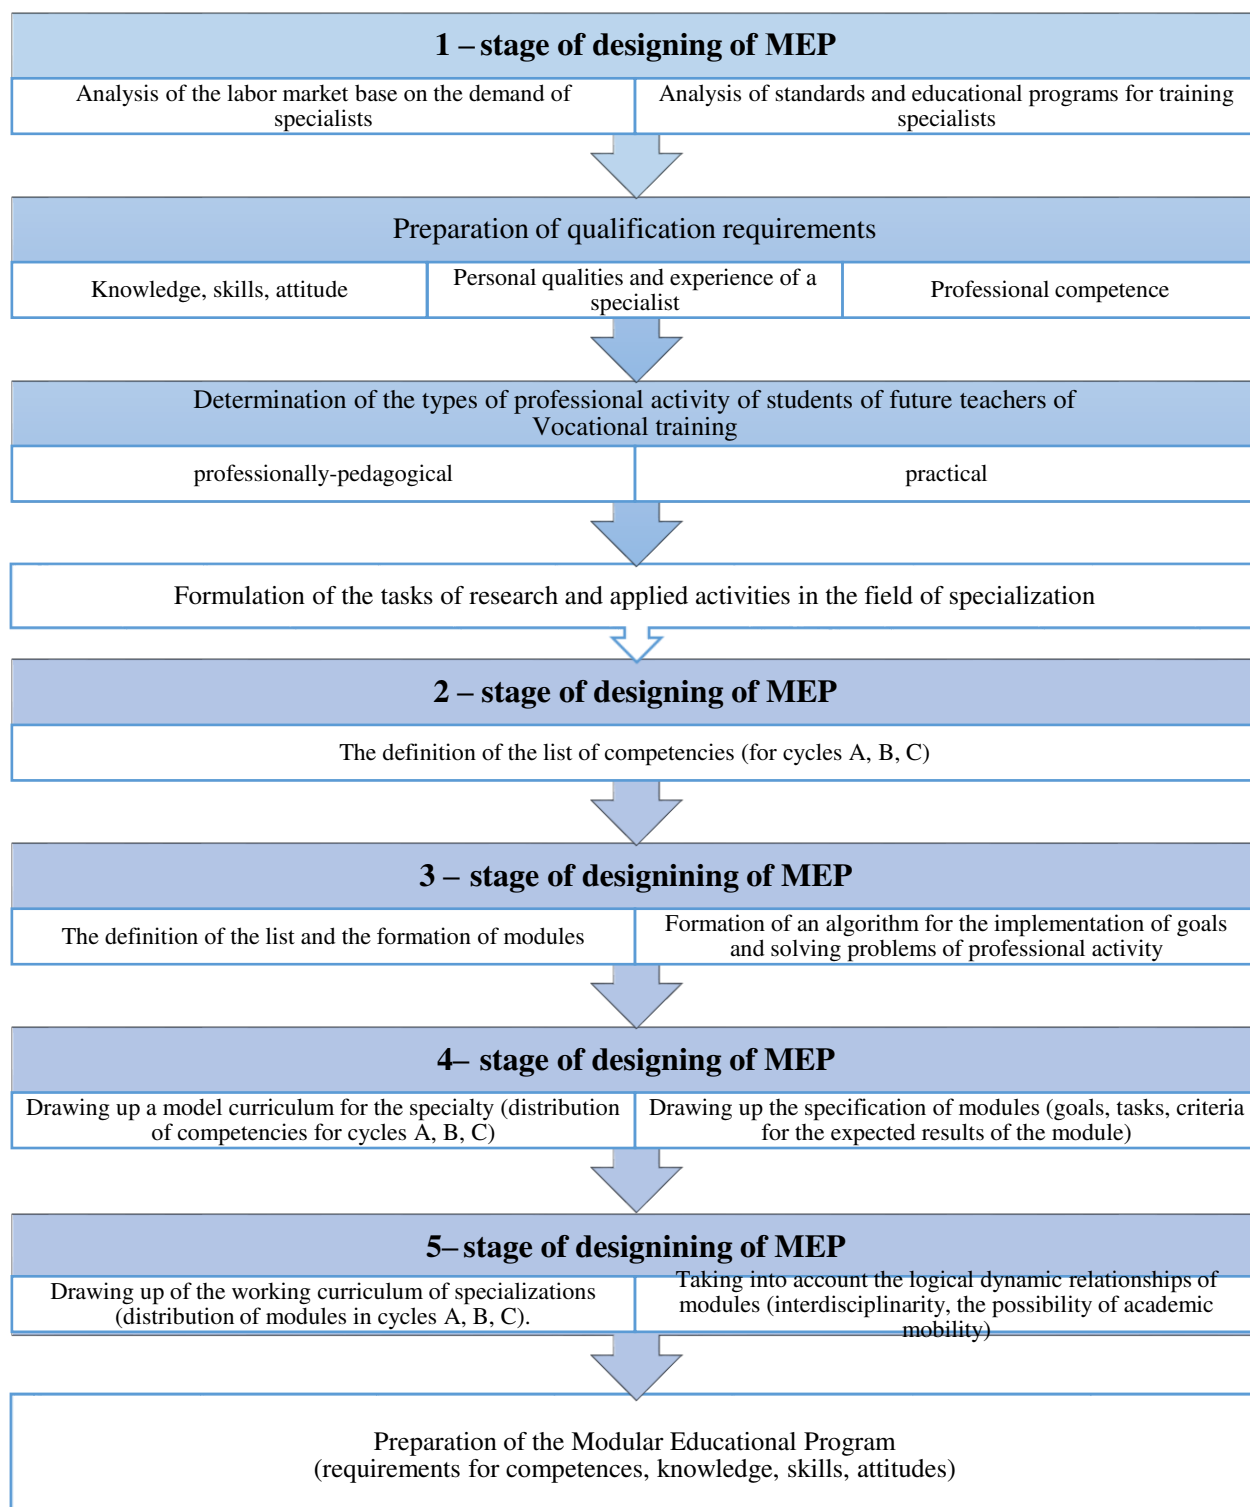 1 – stage of designing of MEP
Analysis of the labor market base on the demand of
specialists
Analysis of standards and educational programs for training
specialists
Preparation of qualification requirements
Knowledge, skills, attitude
Personal qualities and experience of a
specialist
Professional competence
Determination of the types of professional activity of students of future teachers of
Vocational training
professionally-pedagogical
practical
Formulation of the tasks of research and applied activities in the field of specialization
2 – stage of designing of MEP
The definition of the list of competencies (for cycles A, B, C)
3 – stage of designining of MEP
The definition of the list and the formation of modules
Formation of an algorithm for the implementation of goals
and solving problems of professional activity
4– stage of designing of MEP
Drawing up a model curriculum for the specialty (distribution
of competencies for cycles A, B, C)
Drawing up the specification of modules (goals, tasks, criteria
for the expected results of the module)
5– stage of designining of MEP
Drawing up of the working curriculum of specializations
(distribution of modules in cycles A, B, C).
Taking into account the logical dynamic relationships of
modules (interdisciplinarity, the possibility of academic
mobility)
Preparation of the Modular Educational Program
(requirements for competences, knowledge, skills, attitudes)